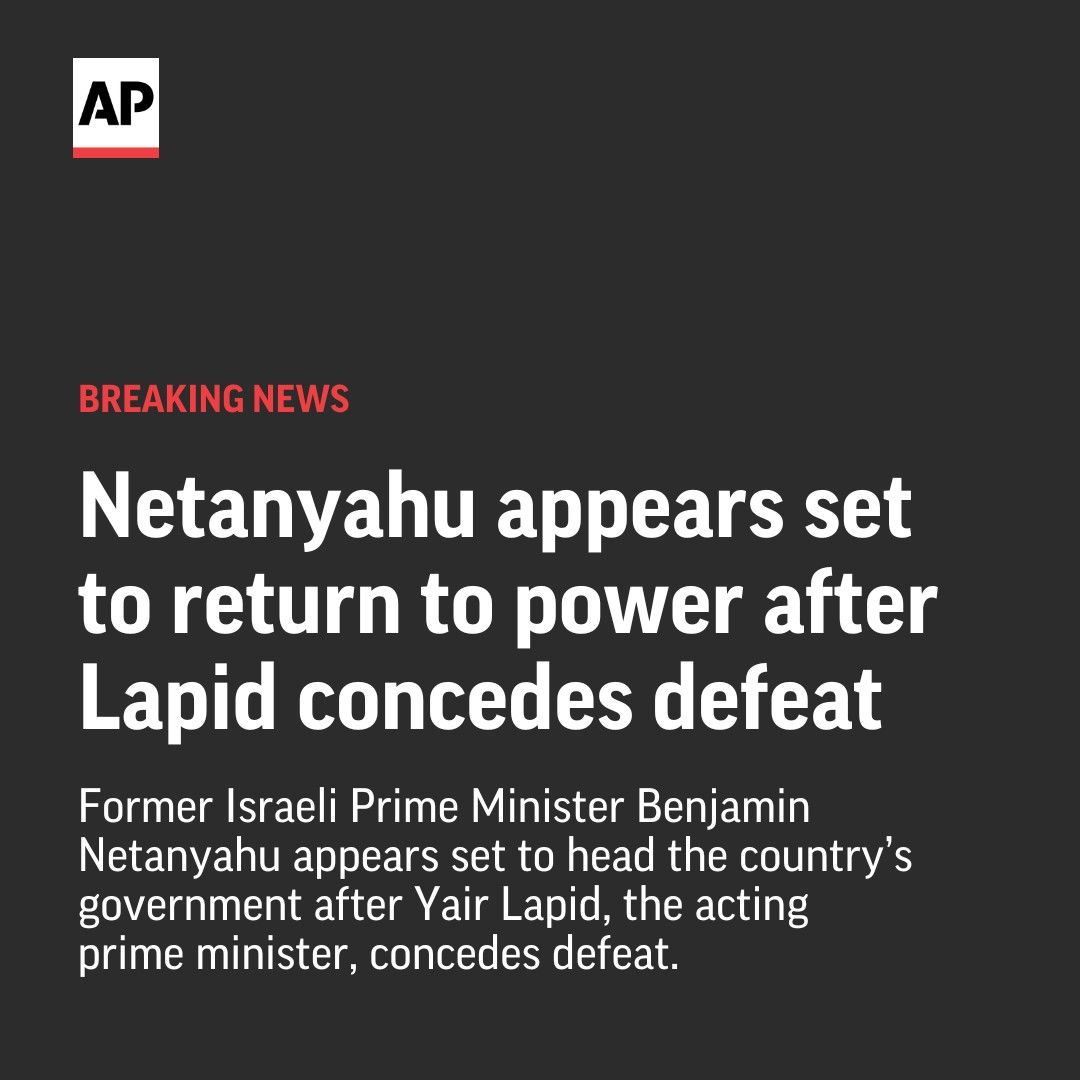 AP
BREAKING NEWS
Netanyahu appears set
to return to power after
Lapid concedes defeat
Former Israeli Prime Minister Benjamin
Netanyahu appears set to head the country’s
government after Yair Lapid, the acting
prime minister, concedes defeat.